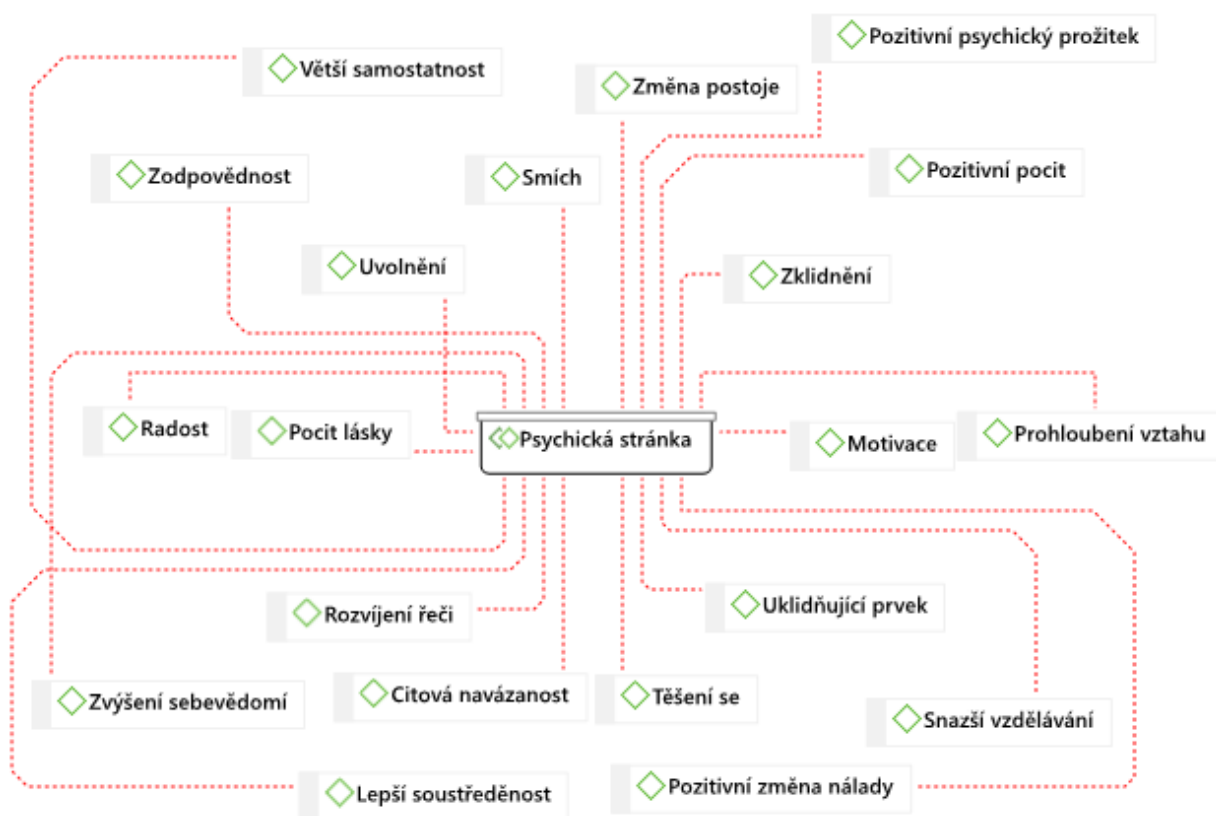 Pozitivní psychický prožitek
Větší samostatnost
Změna postoje
Zodpovědnost
Smích
Pozitivní pocit
Uvolnění
Zklidnění
Radost
Pocit lásky
Psychická stránka
Motivace
Prohloubení vztahu
Rozvíjení řeči
Uklidňující prvek
Zvýšení sebevědomí
Citová navázanost
Těšení se
Snazší vzdělávání
Lepší soustředěnost
Pozitivní změna nálady